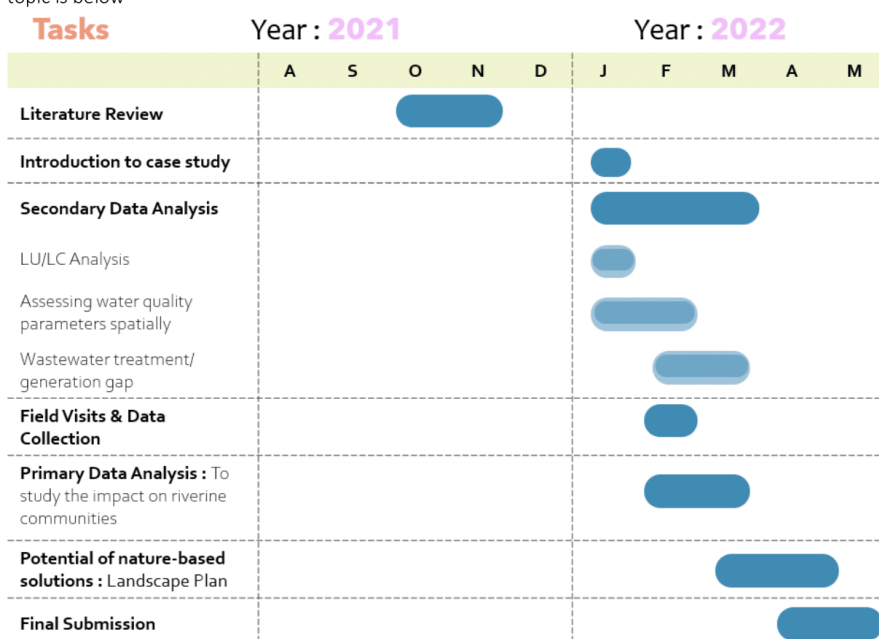 topic is below
Tasks Year : 2021 Year : 2022
A S O N D J F M A M
Literature Review
Introduction to case study
Secondary Data Analysis
LU/LC Analysis
Assessing water quality
parameters spatially
Wastewater treatment/
generation gap
Field Visits & Data
Collection
Primary Data Analysis : To
study the impact on riverine
communities
Potential of nature-based
solutions : Landscape Plan
Final Submission